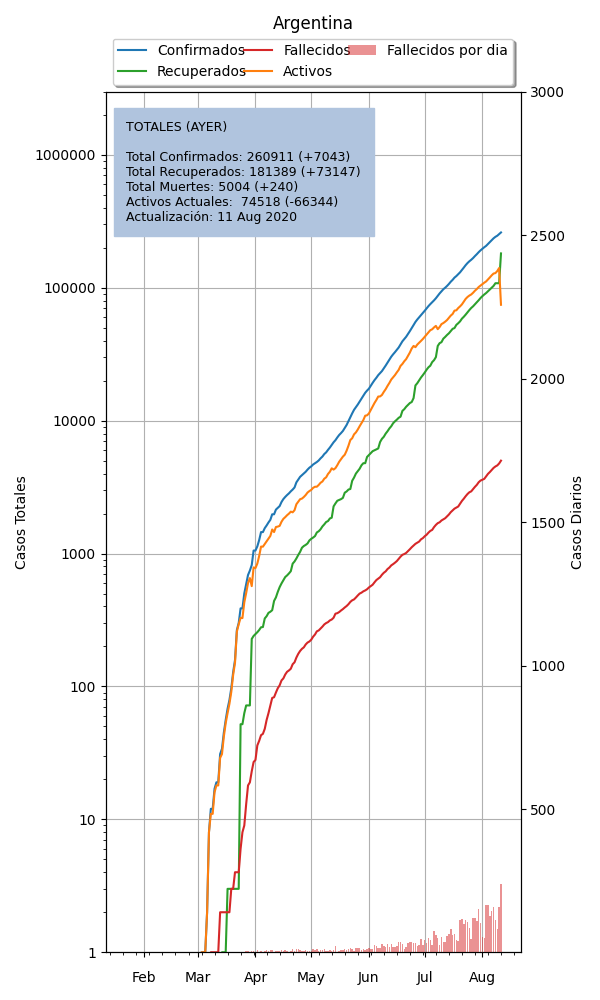 Argentina
Confirmados Fallecidos Fallecidos por dia
Recuperados Activos
TOTALES (AYER)
Total Confirmados: 260911 (+7043)
Total Recuperados: 181389 (+73147)
Total Muertes: 5004 (+240)
Activos Actuales:  74518 (-66344)
Actualización: 11 Aug 2020
Casos Totales
1000000
100000
10000
1000
100
10
1
3000
2500
2000
1500
1000
500
Casos Diarios
Feb Mar Apr May Jun Jul Aug